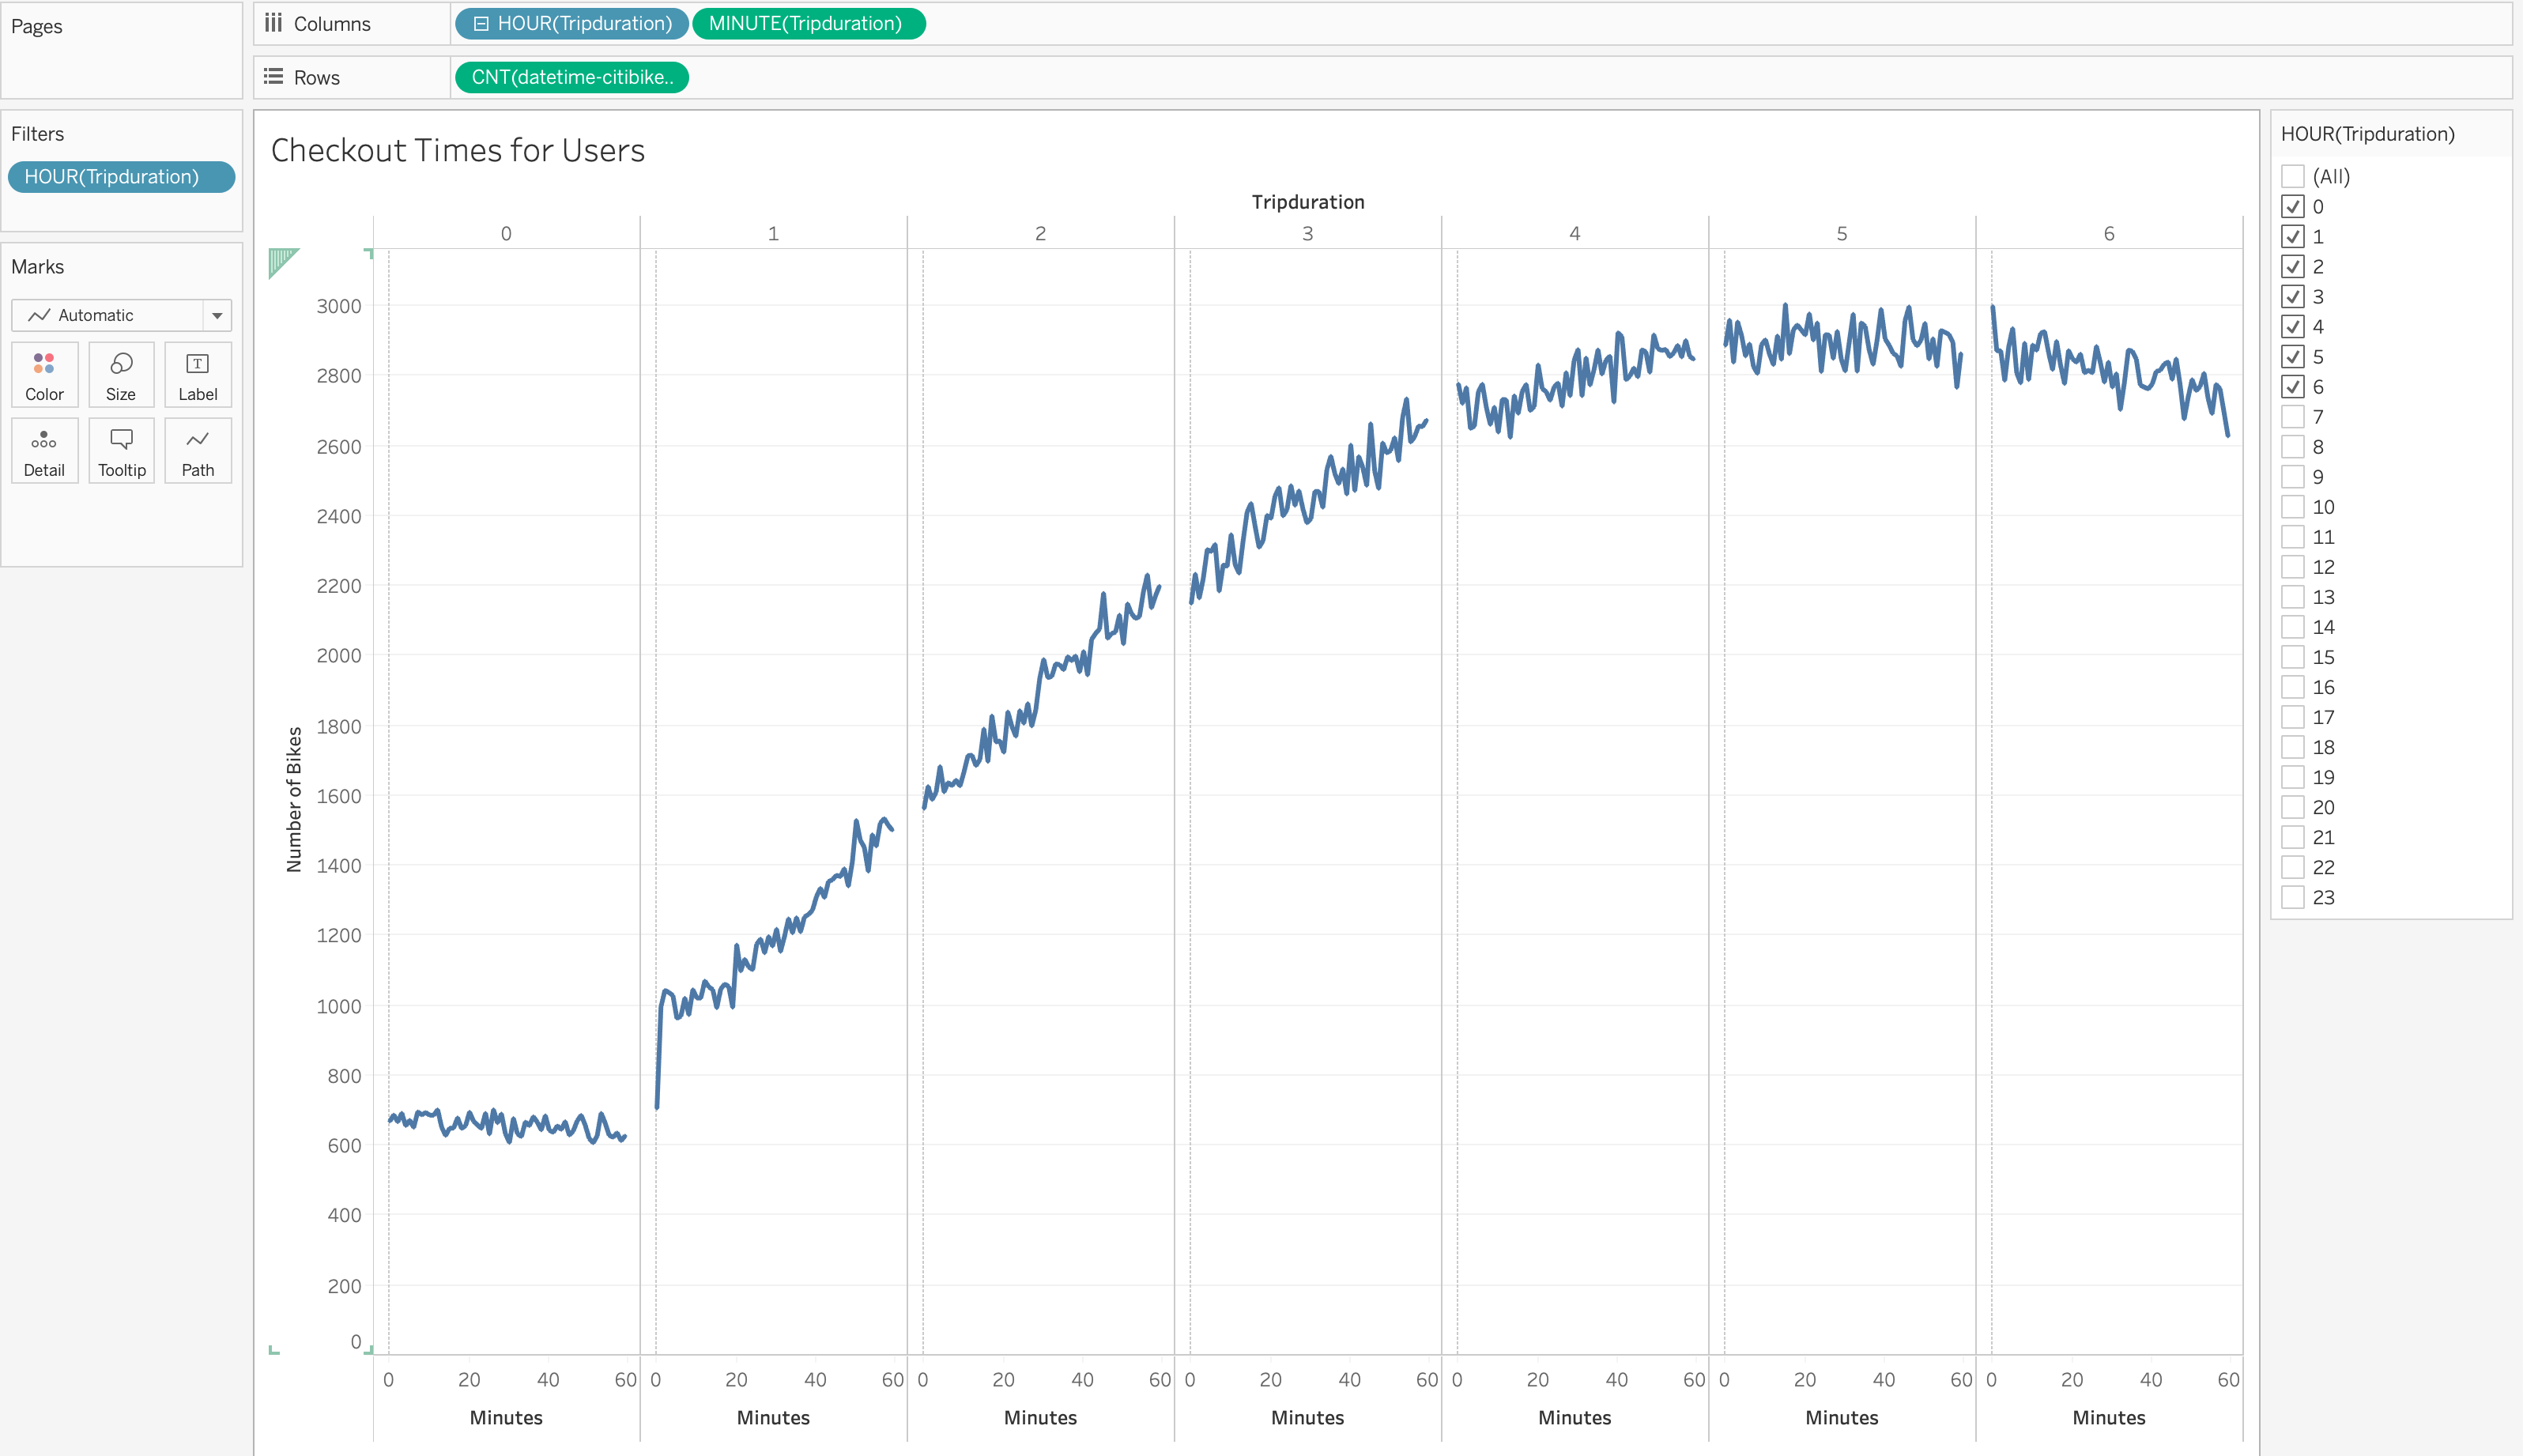 Pages
Columns
HOUR(Tripduration)
MINUTE(Tripduration)
Rows
CNT(datetime-citibike..
Filters
HOUR(Tripduration)
Marks
Automatic
Color
Size
Label
Detail
Tooltip
Path
Checkout Times for Users
Tripduration
0 1 2 3 4 5 6
Number of Bikes
3000
2800
2600
2400
2200
2000
1800
1600
1400
1200
1000
800
600
400
200
0
0 20 40 60 0 20 40 60 0 20 40 60 0 20 40 60 0 20 40 60 0 20 40 60 0 20 40 60
Minutes Minutes Minutes Minutes Minutes Minutes Minutes
HOUR(Tripduration)
(All)
0
1
2
3
4
5
6
7
8
9
10
11
12
13
14
15
16
17
18
19
20
21
22
23